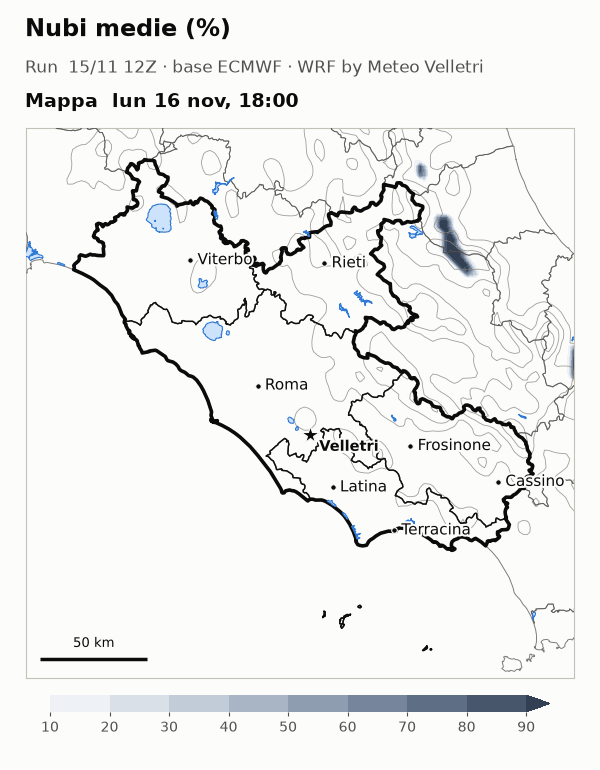 Nubi medie (%)
Run  15/11 12Z · base ECMWF · WRF by Meteo Velletri
Mappa  lun 16 nov, 18:00
Viterbo
Rieti
Roma
Velletri
Frosinone
Cassino
Latina
Terracina
50 km
10 20 30 40 50 60 70 80 90